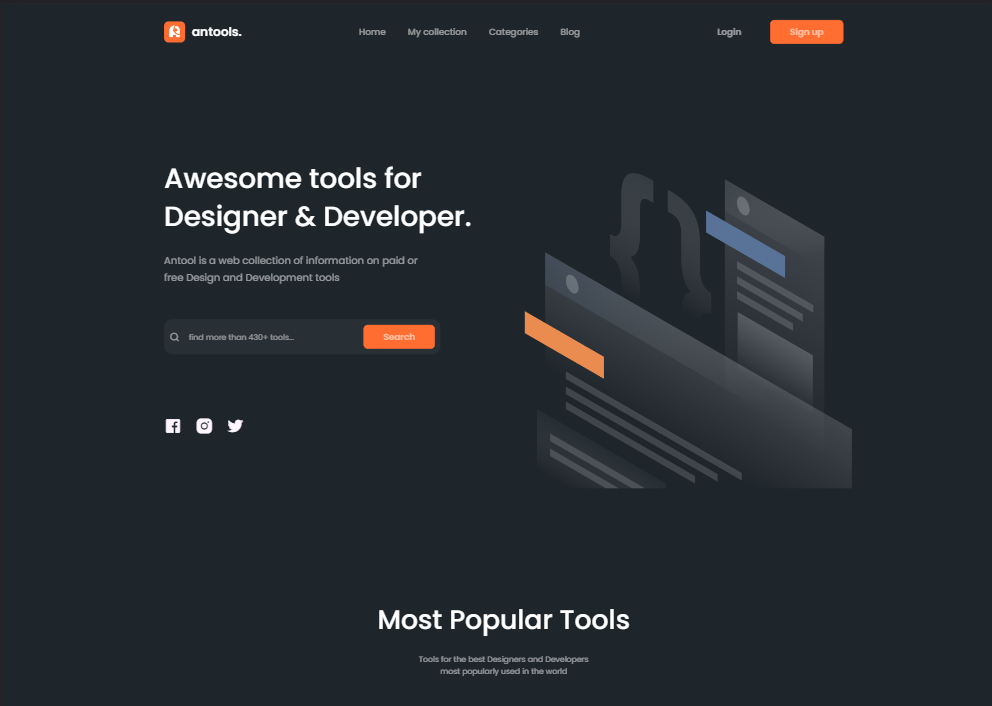 antools.
Home
My collection
Categories
Blog
Login
Sign up
Awesome tools for
Designer & Developer.
Antool is a web collection of information on paid or
free Design and Development tools
find more than 430+ tools...
Search
Most Popular Tools
Tools for the best Designers and Developers
most popularly used in the world